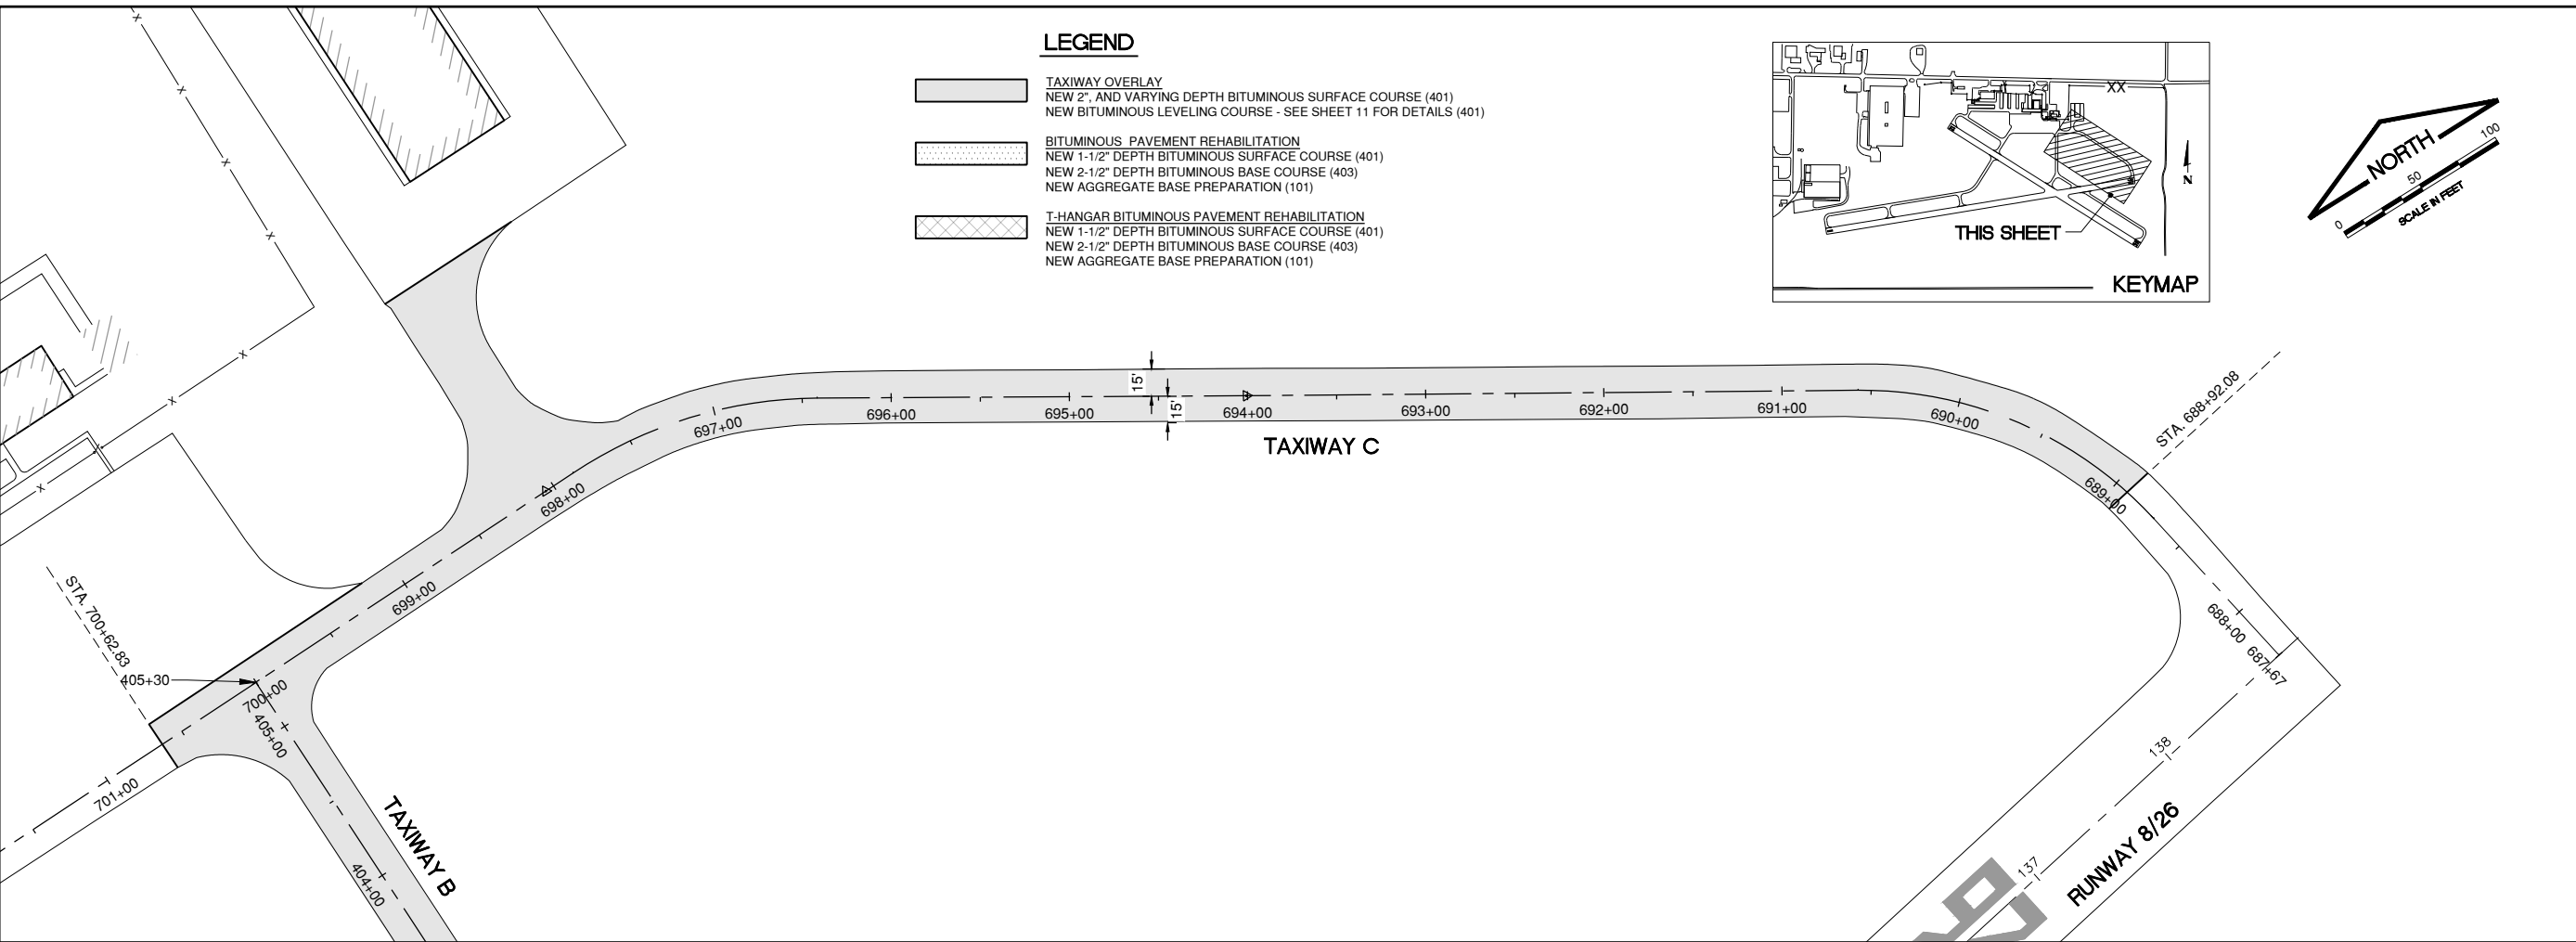 LEGEND
TAXIWAY OVERLAY
NEW 2", AND VARYING DEPTH BITUMINOUS SURFACE COURSE (401)
NEW BITUMINOUS LEVELING COURSE - SEE SHEET 11 FOR DETAILS (401)
BITUMINOUS PAVEMENT REHABILITATION
NEW 1-1/2" DEPTH BITUMINOUS SURFACE COURSE (401)
NEW 2-1/2" DEPTH BITUMINOUS BASE COURSE (403)
NEW AGGREGATE BASE PREPARATION (101)
T-HANGAR BITUMINOUS PAVEMENT REHABILITATION
NEW 1-1/2" DEPTH BITUMINOUS SURFACE COURSE (401)
NEW 2-1/2" DEPTH BITUMINOUS BASE COURSE (403)
NEW AGGREGATE BASE PREPARATION (101)
XX
N
THIS SHEET
KEYMAP
NORTH
0 50 100
SCALE IN FEET
X
X
X
X
X
X
X
15'
15'
701+00
700+00
699+00
698+00
697+00
696+00
695+00
694+00
693+00
692+00
691+00
690+00
689+00
688+00
687+67
TAXIWAY C
STA. 688+92.08
STA. 700+62.83
405+30
405+00
404+00
TAXIWAY B
138
137
RUNWAY 8/26